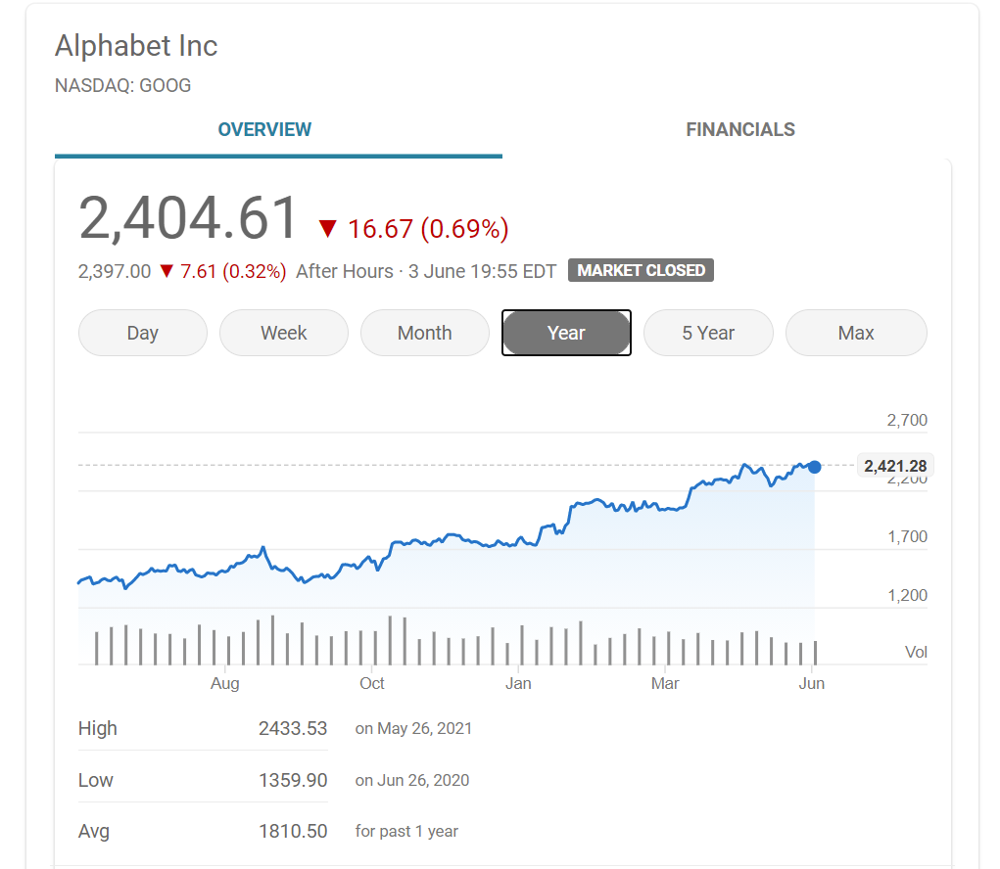 Alphabet Inc
NASDAQ: GOOG
OVERVIEW FINANCIALS
2,404.61 ▼ 16.67 (0.69%)
2,397.00 ▼ 7.61 (0.32%) After Hours · 3 June 19:55 EDT MARKET CLOSED
Day Week Month Year 5 Year Max
2,700
2,421.28
2,200
1,700
1,200
Vol
Aug Oct Jan Mar Jun
High 2433.53 on May 26, 2021
Low 1359.90 on Jun 26, 2020
Avg 1810.50 for past 1 year